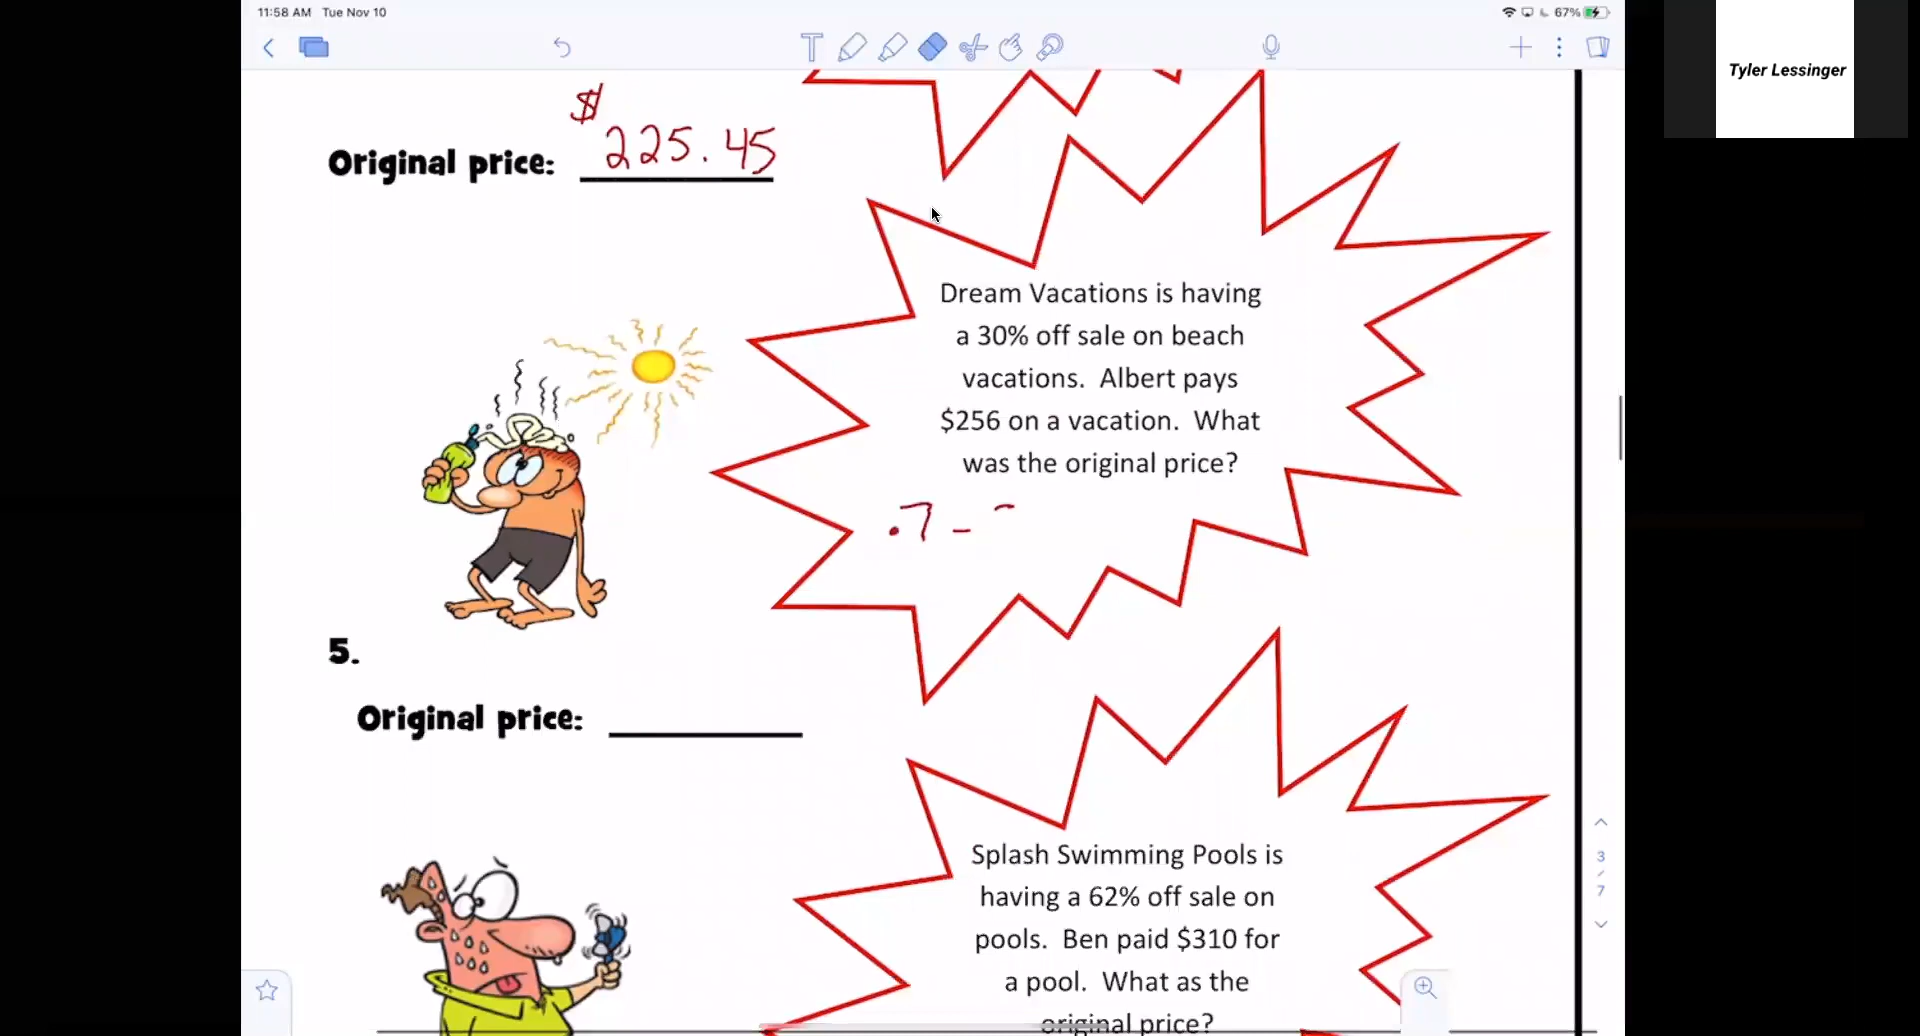 11:58 AM Tue Nov 10
67%
Tyler Lessinger
$
Original price: 225.45
Dream Vacations is having
a 30% off sale on beach
vacations. Albert pays
$256 on a vacation. What
was the original price?
.7 -
5.
Original price:
Splash Swimming Pools is
having a 62% off sale on
pools. Ben paid $310 for
a pool. What as the
original price?
3
/
7